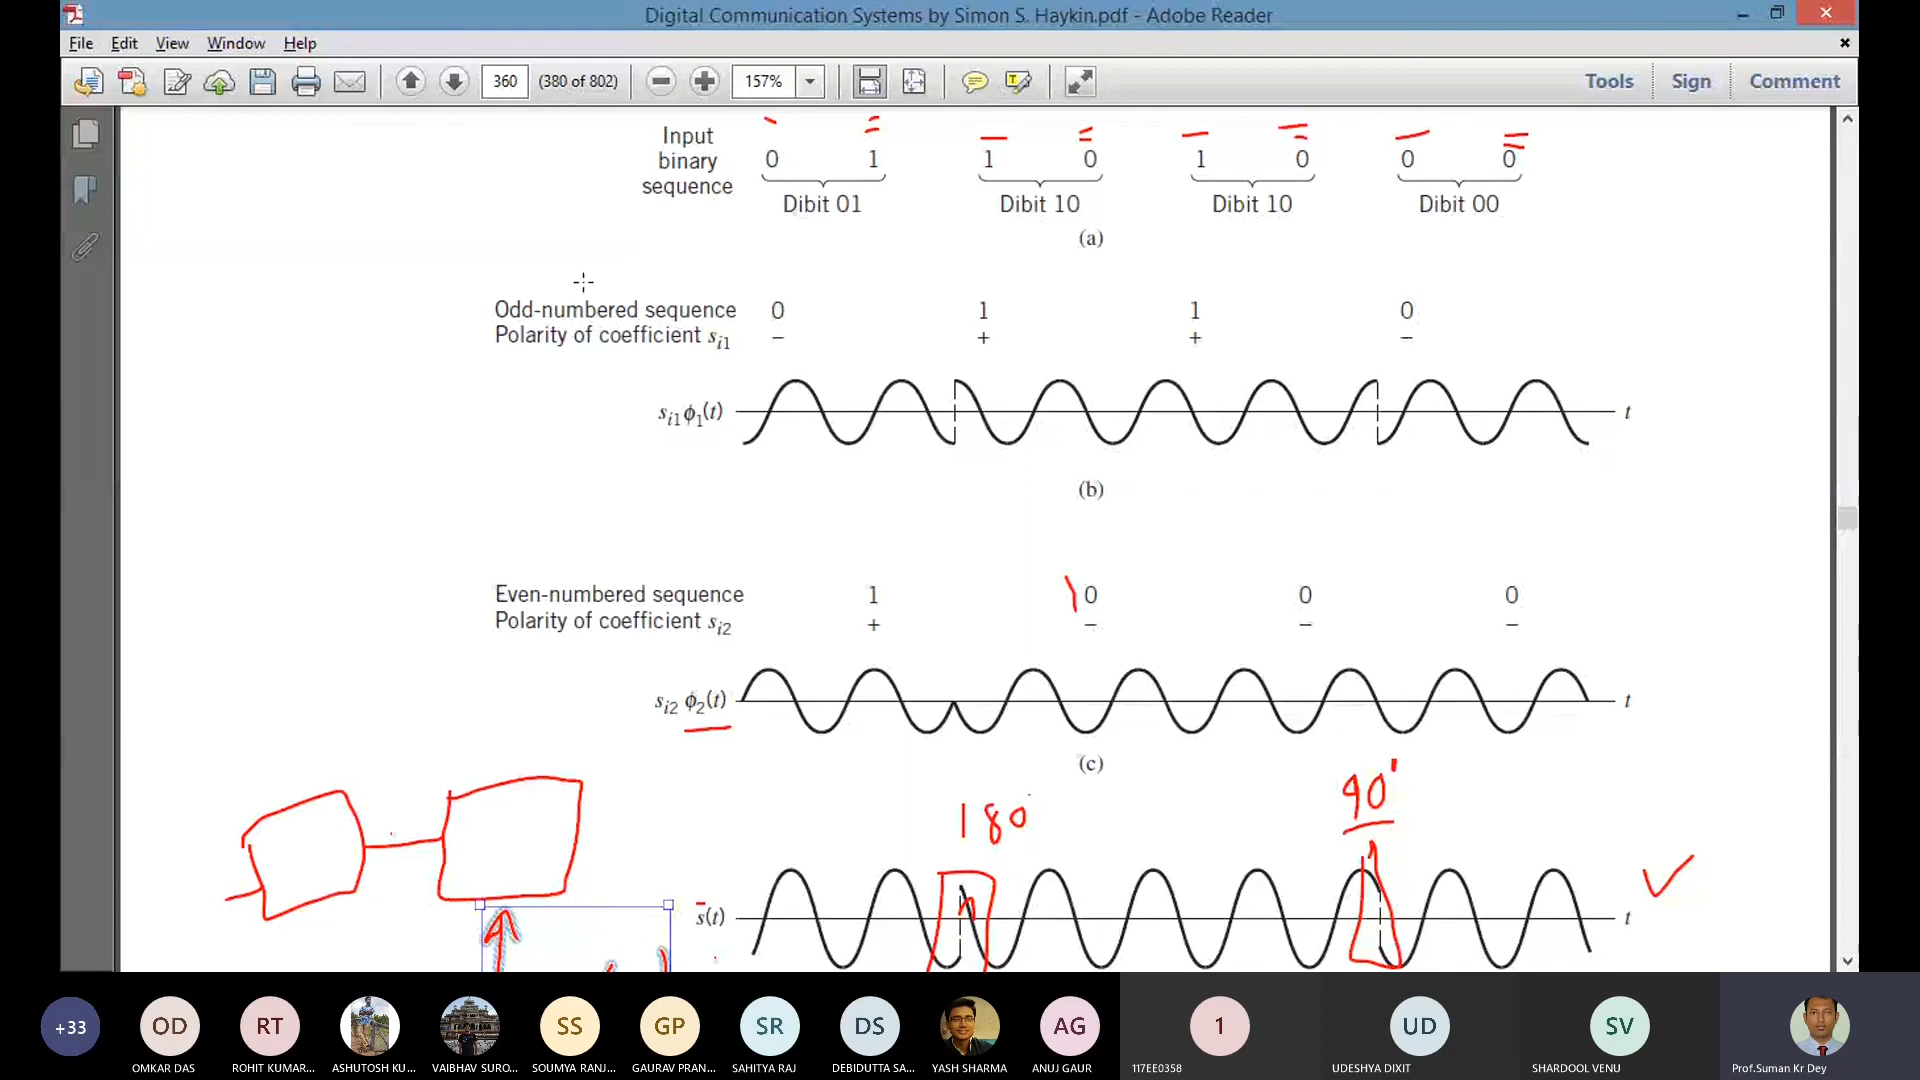 Digital Communication Systems by Simon S. Haykin.pdf - Adobe Reader
File Edit View Window Help
360 (380 of 802) 157% Tools Sign Comment
Input binary sequence
0 1 1 0 1 0 0 0
Dibit 01 Dibit 10 Dibit 10 Dibit 00
(a)
Odd-numbered sequence 0 1 1 0
Polarity of coefficient si1 − + + −
si1ϕ1(t) t
(b)
Even-numbered sequence 1 0 0 0
Polarity of coefficient si2 + − − −
si2 ϕ2(t) t
(c)
180 90°
s(t) t
+33 OD RT SS GP SR DS AG 1 UD SV
OMKAR DAS ROHIT KUMAR... ASHUTOSH KU... VAIBHAV SURO... SOUMYA RANJ... GAURAV PRAN... SAHITYA RAJ DEBIDUTTA SA... YASH SHARMA ANUJ GAUR 117EE0358 UDESHYA DIXIT SHARDOOL VENU Prof.Suman Kr Dey